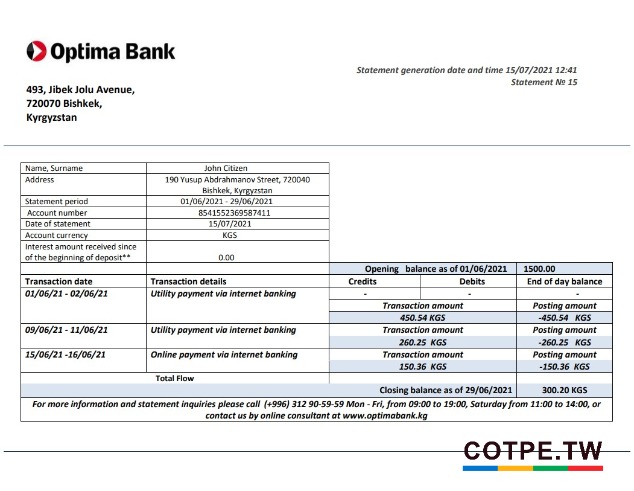 Optima Bank
Statement generation date and time 15/07/2021 12:41
Statement № 15
493, Jibek Jolu Avenue,
720070 Bishkek,
Kyrgyzstan
Name, Surname John Citizen
Address 190 Yusup Abdrahmanov Street, 720040
Bishkek, Kyrgyzstan
Statement period 01/06/2021 - 29/06/2021
Account number 8541552369587411
Date of statement 15/07/2021
Account currency KGS
Interest amount received since
of the beginning of deposit** 0.00
Opening balance as of 01/06/2021 1500.00
Transaction date Transaction details Credits Debits End of day balance
01/06/21 - 02/06/21 Utility payment via internet banking - - -
Transaction amount Posting amount
450.54 KGS -450.54 KGS
09/06/21 - 11/06/21 Utility payment via internet banking Transaction amount Posting amount
260.25 KGS -260.25 KGS
15/06/21 -16/06/21 Online payment via internet banking Transaction amount Posting amount
150.36 KGS -150.36 KGS
Total Flow
Closing balance as of 29/06/2021 300.20 KGS
For more information and statement inquiries please call (+996) 312 90-59-59 Mon - Fri, from 09:00 to 19:00, Saturday from 11:00 to 14:00, or
contact us by online consultant at www.optimabank.kg
COTPE.TW